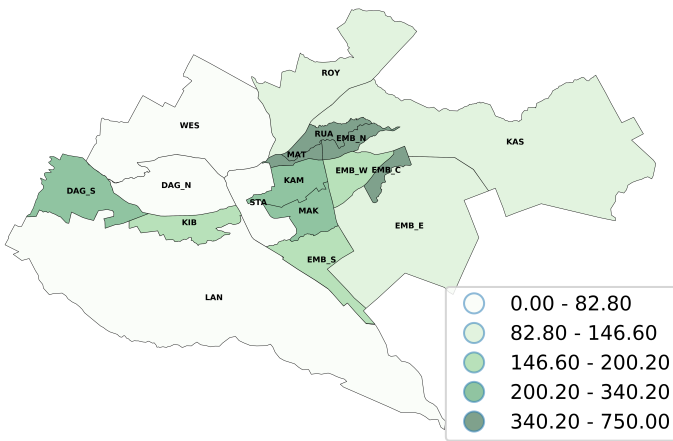 ROY
WES
RUA
EMB_N
KAS
MAT
EMB_W
EMB_C
DAG_S
DAG_N
KAM
STA
MAK
KIB
EMB_E
EMB_S
LAN
0.00 - 82.80
82.80 - 146.60
146.60 - 200.20
200.20 - 340.20
340.20 - 750.00